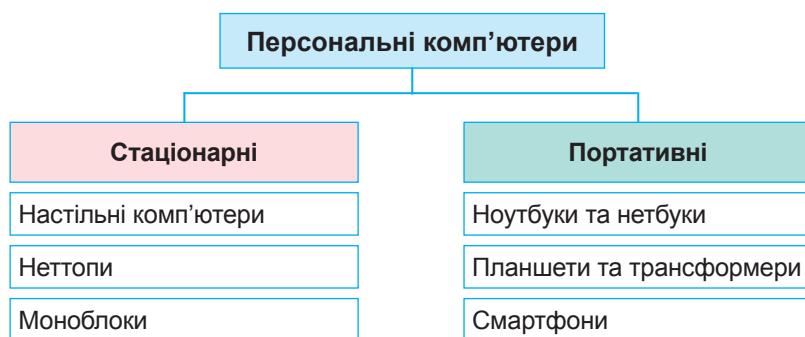 Персональні комп’ютери
Стаціонарні
Настільні комп’ютери
Неттопи
Моноблоки
Портативні
Ноутбуки та нетбуки
Планшети та трансформери
Смартфони